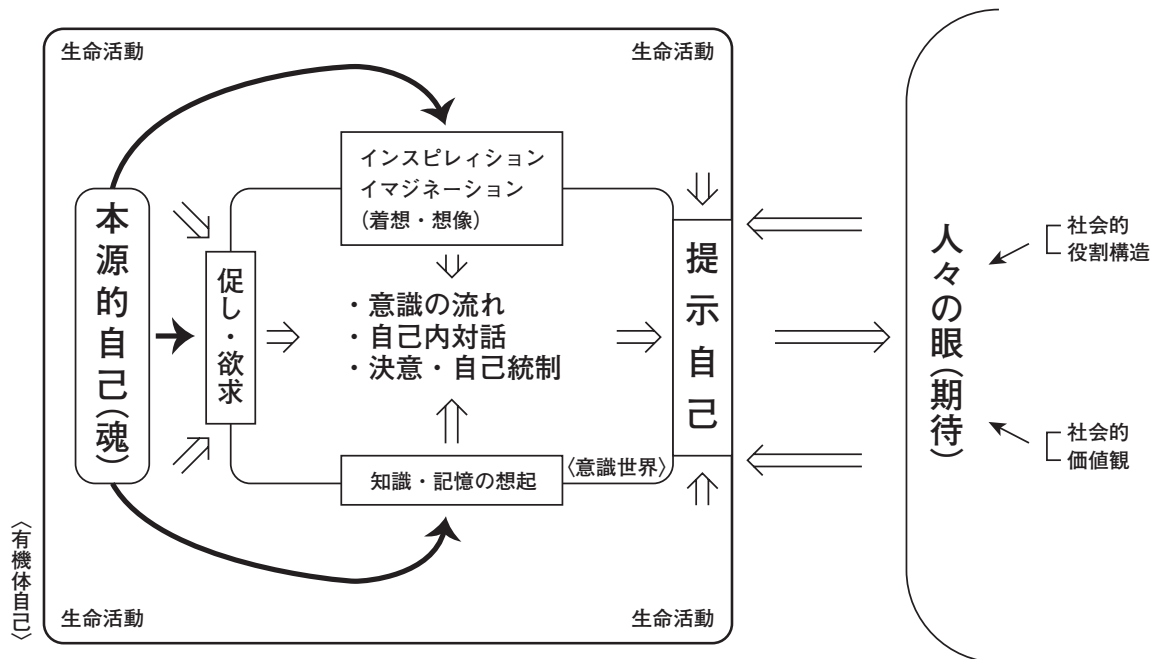 生命活動
生命活動
インスピレィション
イマジネーション
(着想・想像)
本源的自己(魂)
促し・欲求
・意識の流れ
・自己内対話
・決意・自己統制
提示自己
人々の眼(期待)
社会的
役割構造
社会的
価値観
知識・記憶の想起
〈意識世界〉
〈有機体自己〉
生命活動
生命活動